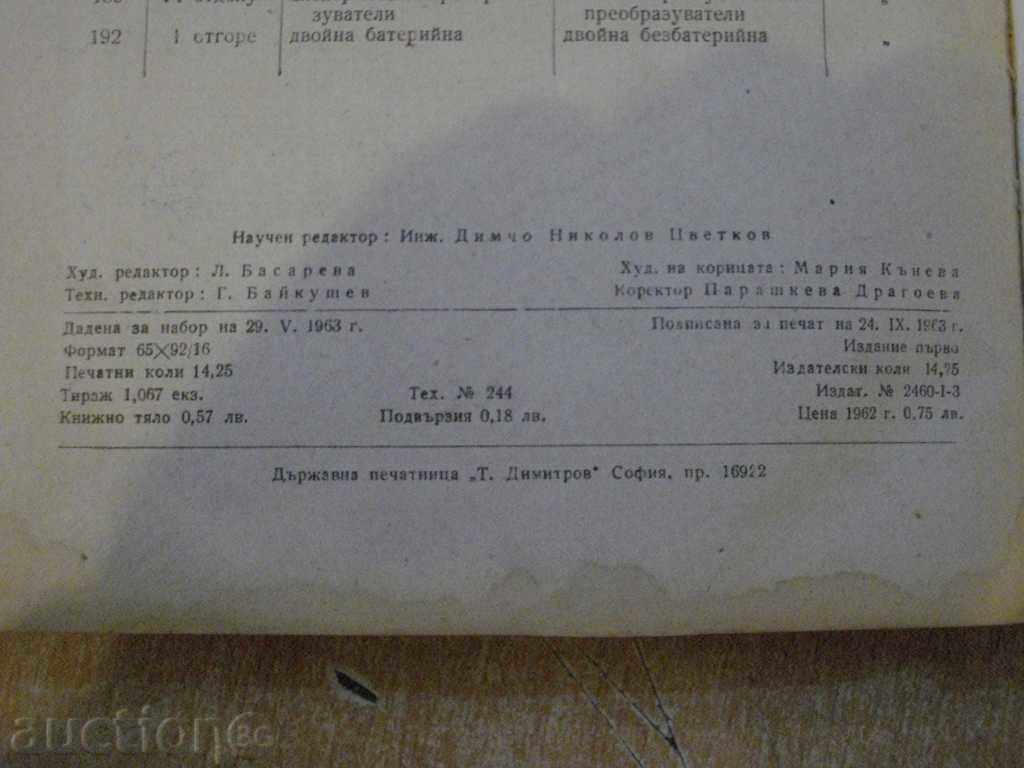 зуватели преобразуватели
192 1 отгоре двойна батерийна двойна безбатерийна "
Научен редактор: Инж. Димчо Николов Цветков
Худ. редактор: Л. Басарева Худ. на корицата: Мария Кънева
Техн. редактор: Г. Байкушев Коректор Парашкева Драгоева
Дадена за набор на 29. V. 1963 г. Подписана за печат на 24. IX. 1963 г.
Формат 65×92/16 Издание първо
Печатни коли 14,25 Издателски коли 14,25
Тираж 1,067 екз. Тех. № 244 Издат. № 2460-I-3
Книжно тяло 0,57 лв. Подвързия 0,18 лв. Цена 1962 г. 0,75 лв.
Държавна печатница „Т. Димитров" София, пр. 16922
auction.bg